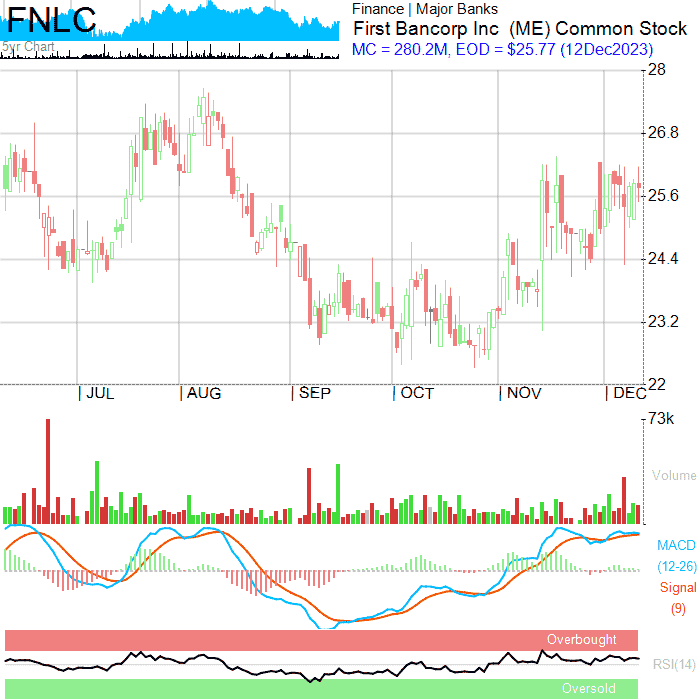 FNLC
5yr Chart
Finance | Major Banks
First Bancorp Inc (ME) Common Stock
MC = 280.2M, EOD = $25.77 (12Dec2023)
28
26.8
25.6
24.4
23.2
22
JUL AUG SEP OCT NOV DEC
73k
Volume
MACD
(12-26)
Signal
(9)
Overbought
RSI(14)
Oversold